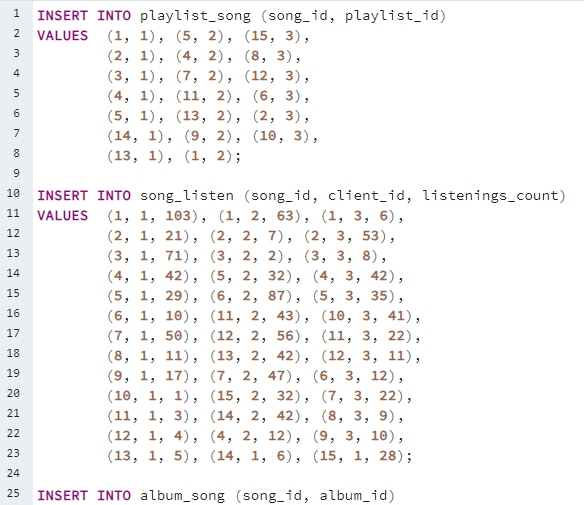 1 INSERT INTO playlist_song (song_id, playlist_id)
2 VALUES (1, 1), (5, 2), (15, 3),
3 (2, 1), (4, 2), (8, 3),
4 (3, 1), (7, 2), (12, 3),
5 (4, 1), (11, 2), (6, 3),
6 (5, 1), (13, 2), (2, 3),
7 (14, 1), (9, 2), (10, 3),
8 (13, 1), (1, 2);
9
10 INSERT INTO song_listen (song_id, client_id, listenings_count)
11 VALUES (1, 1, 103), (1, 2, 63), (1, 3, 6),
12 (2, 1, 21), (2, 2, 7), (2, 3, 53),
13 (3, 1, 71), (3, 2, 2), (3, 3, 8),
14 (4, 1, 42), (5, 2, 32), (4, 3, 42),
15 (5, 1, 29), (6, 2, 87), (5, 3, 35),
16 (6, 1, 10), (11, 2, 43), (10, 3, 41),
17 (7, 1, 50), (12, 2, 56), (11, 3, 22),
18 (8, 1, 11), (13, 2, 42), (12, 3, 11),
19 (9, 1, 17), (7, 2, 47), (6, 3, 12),
20 (10, 1, 1), (15, 2, 32), (7, 3, 22),
21 (11, 1, 3), (14, 2, 42), (8, 3, 9),
22 (12, 1, 4), (4, 2, 12), (9, 3, 10),
23 (13, 1, 5), (14, 1, 6), (15, 1, 28);
24
25 INSERT INTO album_song (song_id, album_id)